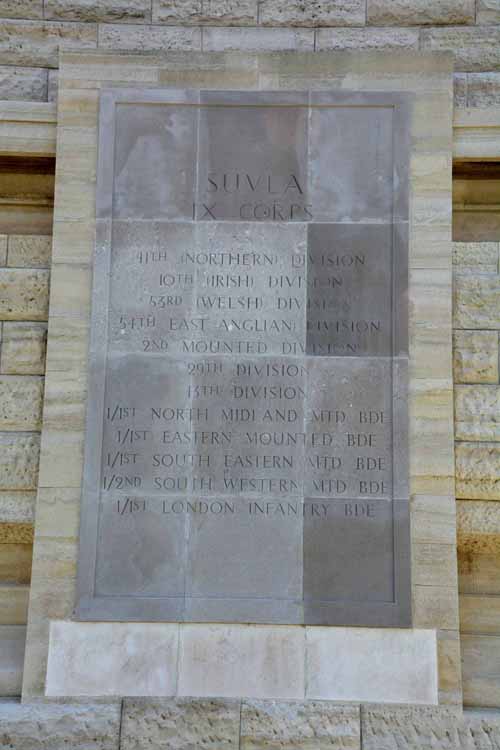 SUVLA
IX CORPS
11TH (NORTHERN) DIVISION
10TH (IRISH) DIVISION
53RD (WELSH) DIVISION
54TH EAST ANGLIAN) DIVISION
2ND MOUNTED DIVISION
29TH DIVISION
13TH DIVISION
1/1ST NORTH MIDLAND MTD BDE
1/1ST EASTERN MOUNTED BDE
1/1ST SOUTH EASTERN MTD BDE
1/2ND SOUTH WESTERN MTD BDE
1/1ST LONDON INFANTRY BDE